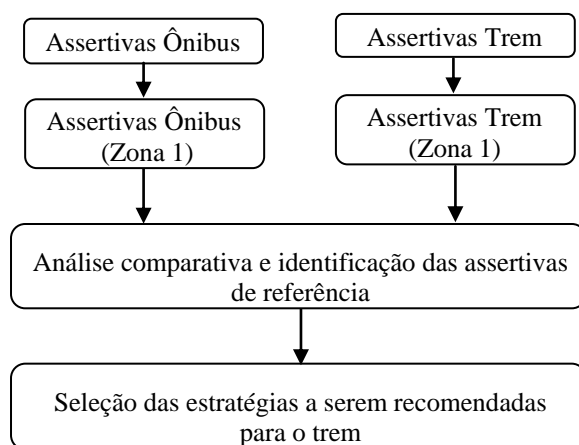 Assertivas Ônibus
Assertivas Trem
Assertivas Ônibus
(Zona 1)
Assertivas Trem
(Zona 1)
Análise comparativa e identificação das assertivas
de referência
Seleção das estratégias a serem recomendadas
para o trem